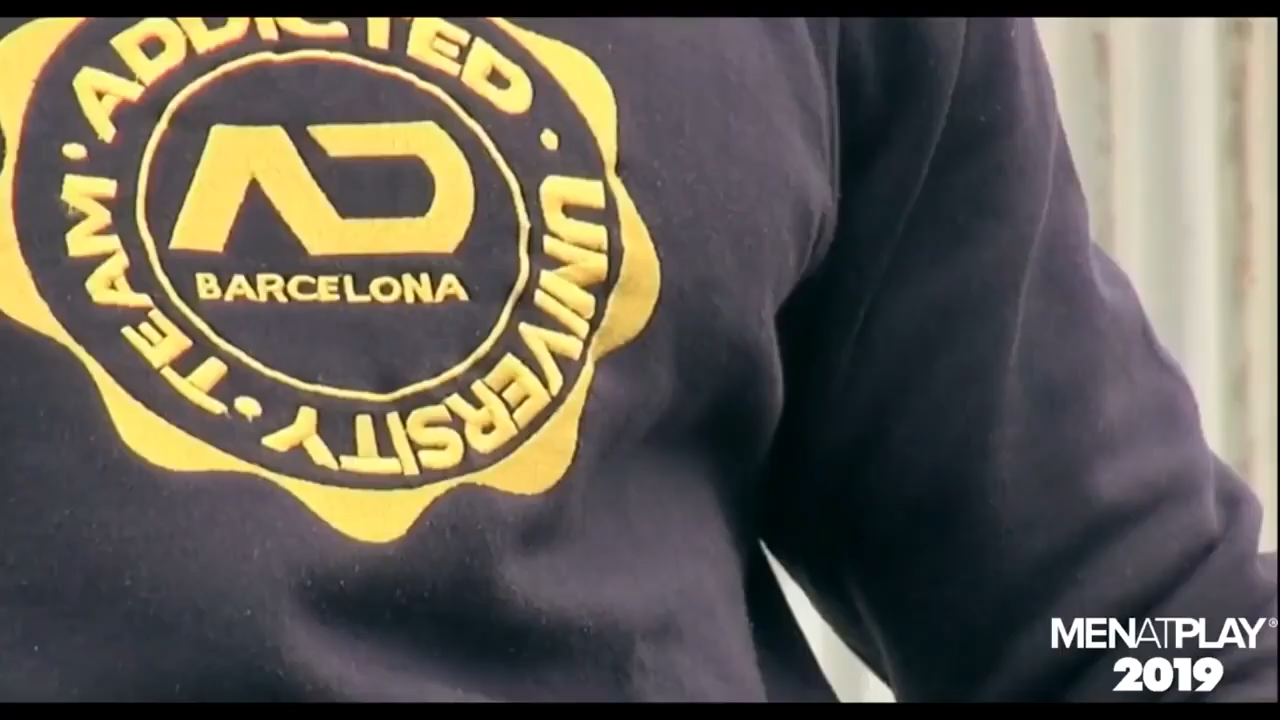 TEAM · ADDICTED · UNIVERSITY ·
AD
BARCELONA
MENATPLAY®
2019